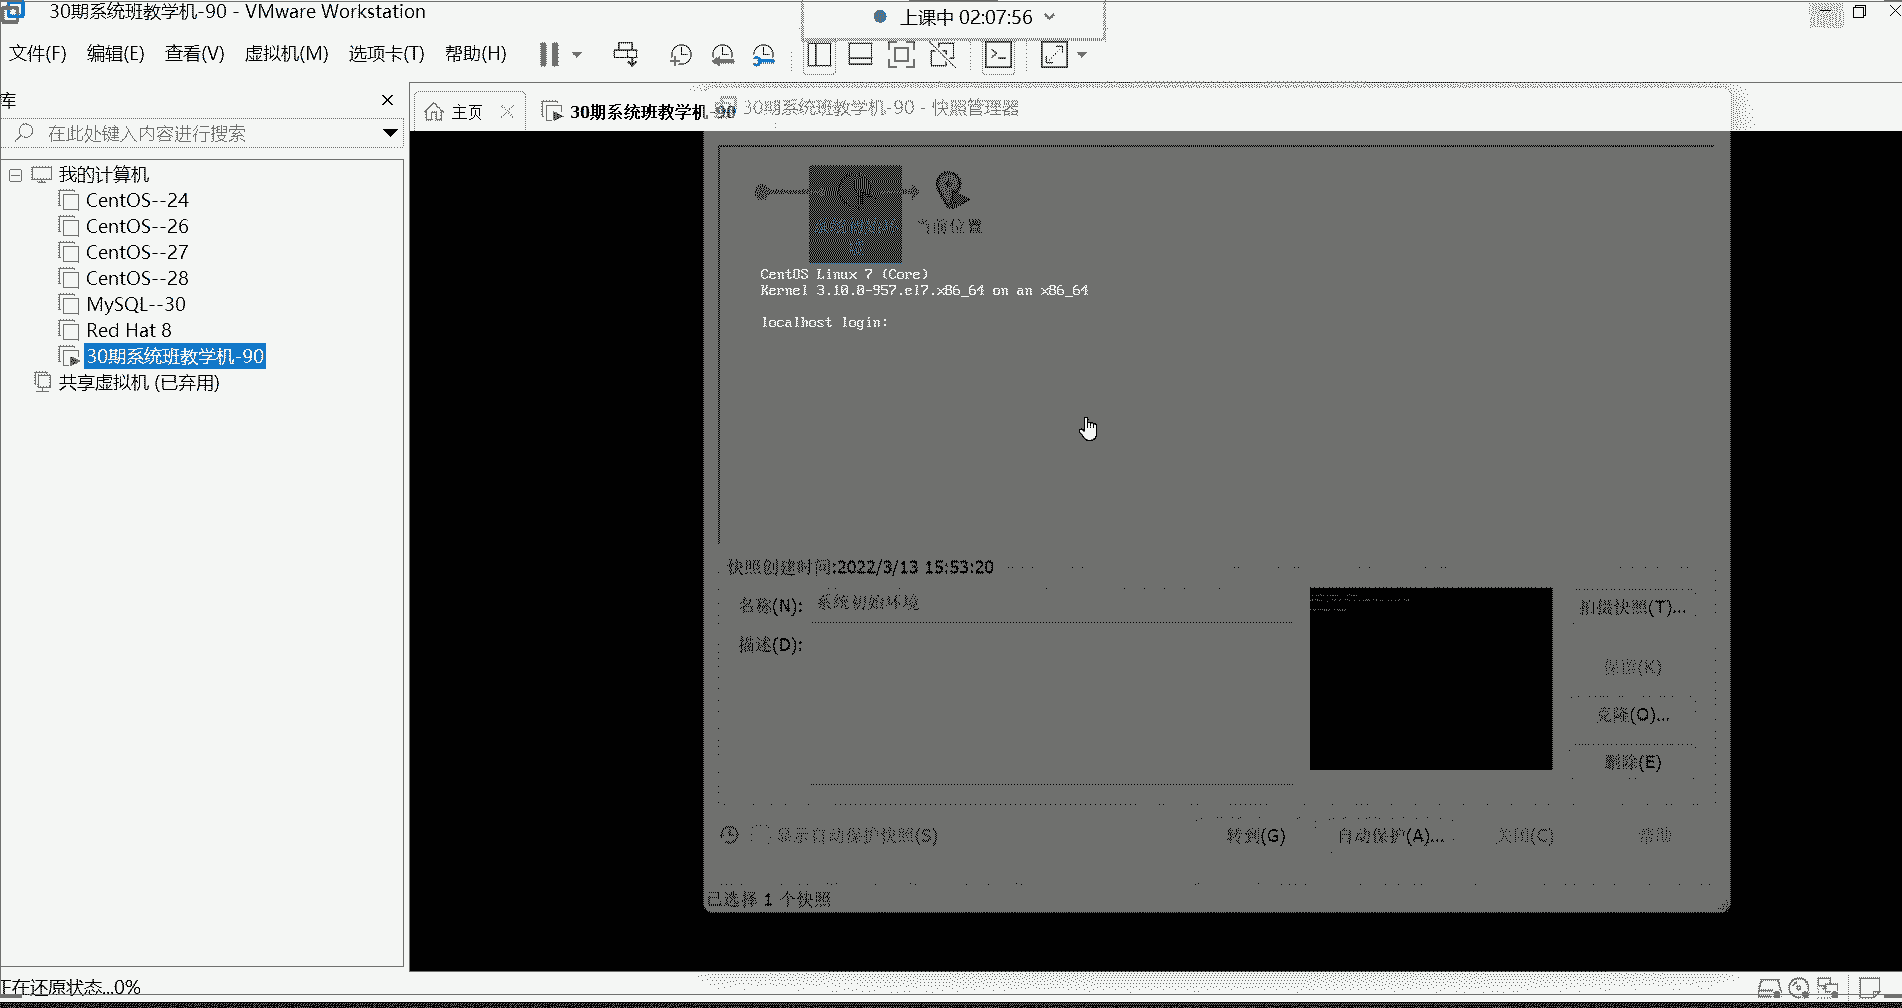 30期系统班教学机-90 - VMware Workstation
上课中 02:07:56
文件(F) 编辑(E) 查看(V) 虚拟机(M) 选项卡(T) 帮助(H)
库
在此处键入内容进行搜索
我的计算机
CentOS--24
CentOS--26
CentOS--27
CentOS--28
MySQL--30
Red Hat 8
30期系统班教学机-90
共享虚拟机 (已弃用)
主页
30期系统班教学机-90
30期系统班教学机-90 - 快照管理器
当前位置
CentOS Linux 7 (Core)
Kernel 3.10.0-957.el7.x86_64 on an x86_64
localhost login:
快照创建时间:2022/3/13 15:53:20
名称(N): 系统初始环境
描述(D):
拍摄快照(T)...
保留(K)
克隆(O)...
删除(E)
显示自动保护快照(S)
转到(G)
自动保护(A)...
关闭(C)
帮助
已选择 1 个快照
正在还原状态...0%